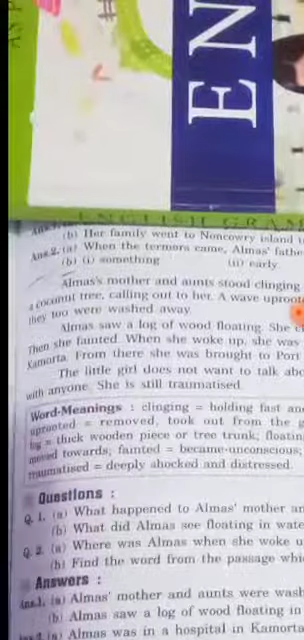 EN
ENGLISH GRAM
(b) Her family went to Noncowry island
Ans.2. (a) When the termors came, Almas' fathe
(b) (i) something (ii) early
Almas's mother and aunts stood clinging
a coconut tree, calling out to her. A wave uproot
they too were washed away.
Almas saw a log of wood floating. She c
Then she fainted. When she woke up, she was
Kamorta. From there she was brought to Port
The little girl does not want to talk abo
with anyone. She is still traumatised
Word-Meanings : clinging = holding fast an
uprooted = removed, took out from the g
log = thick wooden piece or tree trunk; floatin
moved towards; fainted = became-unconscious;
traumatised = deeply shocked and distressed.
Questions :
Q. 1. (a) What happened to Almas' mother an
(b) What did Almas see floating in wate
Q. 2. (a) Where was Almas when she woke u
(b) Find the word from the passage whi
Answers :
Ans.1. (a) Almas' mother and aunts were wash
(b) Almas saw a log of wood floating in
(a) Almas was in a hospital in Kamorta